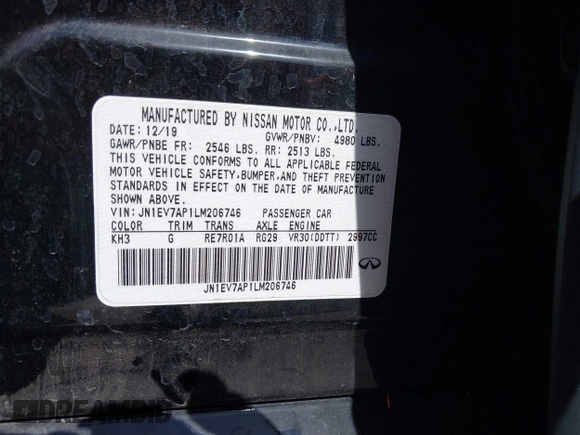 MANUFACTURED BY NISSAN MOTOR CO.,LTD.
DATE: 12/19 GVWR/PNBV: 4980 LBS.
GAWR/PNBE FR: 2546 LBS. RR: 2513 LBS.
THIS VEHICLE CONFORMS TO ALL APPLICABLE FEDERAL
MOTOR VEHICLE SAFETY,BUMPER,AND THEFT PREVENTION
STANDARDS IN EFFECT ON THE DATE OF MANUFACTURE
SHOWN ABOVE.
VIN: JN1EV7AP1LM206746 PASSENGER CAR
COLOR TRIM TRANS AXLE ENGINE
KH3 G RE7R01A RG29 VR30(DDTT) 2997CC
JN1EV7AP1LM206746
DREAMBID